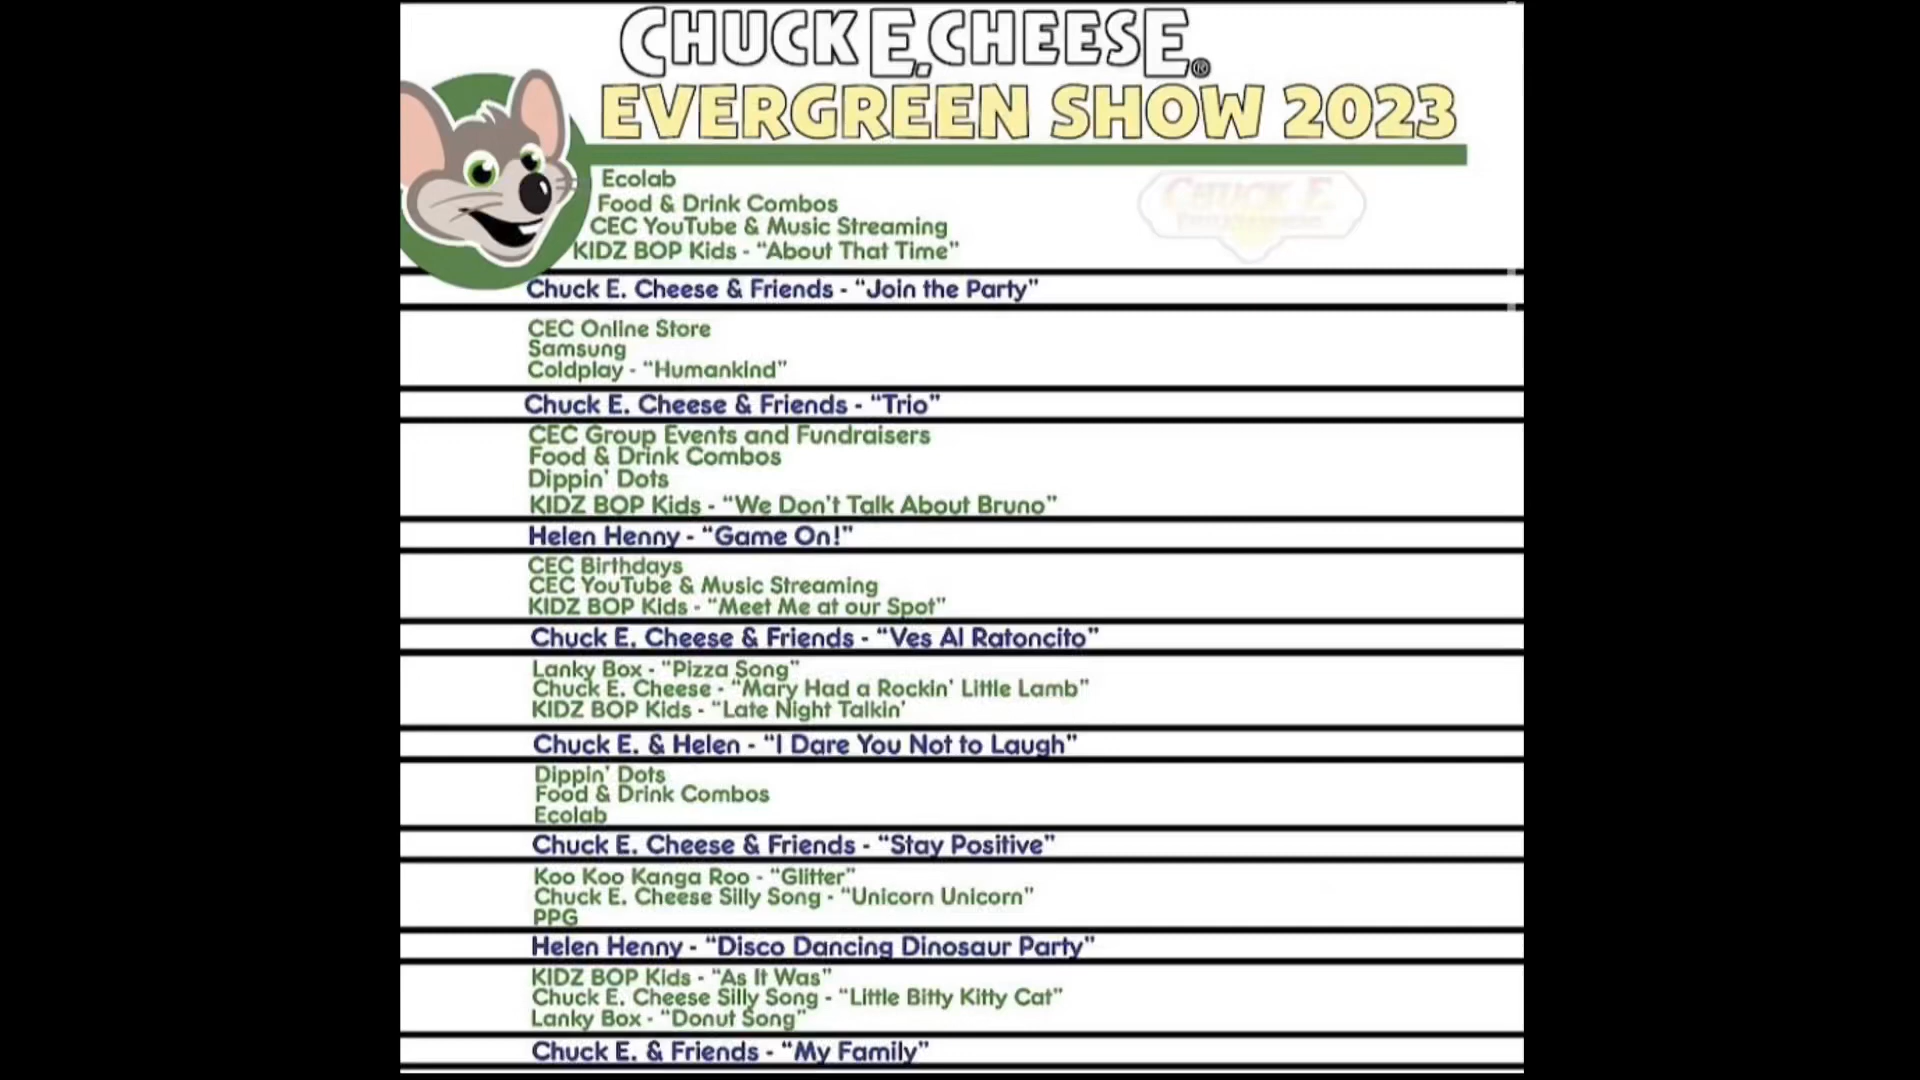 CHUCK E. CHEESE®
EVERGREEN SHOW 2023
Ecolab
Food & Drink Combos
CEC YouTube & Music Streaming
KIDZ BOP Kids - “About That Time”
CHUCK E.
Chuck E. Cheese & Friends - “Join the Party”
CEC Online Store
Samsung
Coldplay - “Humankind”
Chuck E. Cheese & Friends - “Trio”
CEC Group Events and Fundraisers
Food & Drink Combos
Dippin’ Dots
KIDZ BOP Kids - “We Don’t Talk About Bruno”
Helen Henny - “Game On!”
CEC Birthdays
CEC YouTube & Music Streaming
KIDZ BOP Kids - “Meet Me at our Spot”
Chuck E. Cheese & Friends - “Ves Al Ratoncito”
Lanky Box - “Pizza Song”
Chuck E. Cheese - “Mary Had a Rockin’ Little Lamb”
KIDZ BOP Kids - “Late Night Talkin’
Chuck E. & Helen - “I Dare You Not to Laugh”
Dippin’ Dots
Food & Drink Combos
Ecolab
Chuck E. Cheese & Friends - “Stay Positive”
Koo Koo Kanga Roo - “Glitter”
Chuck E. Cheese Silly Song - “Unicorn Unicorn”
PPG
Helen Henny - “Disco Dancing Dinosaur Party”
KIDZ BOP Kids - “As It Was”
Chuck E. Cheese Silly Song - “Little Bitty Kitty Cat”
Lanky Box - “Donut Song”
Chuck E. & Friends - “My Family”